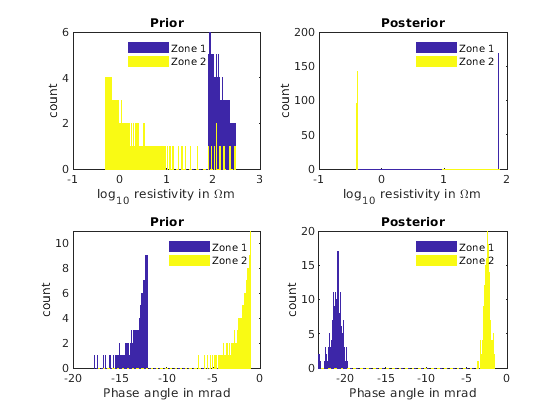 Prior
6
4
2
0
count
Zone 1
Zone 2
-1 0 1 2 3
log10 resistivity in Ωm
Posterior
200
150
100
50
0
count
Zone 1
Zone 2
-1 0 1 2
log10 resistivity in Ωm
Prior
10
8
6
4
2
0
count
Zone 1
Zone 2
-20 -15 -10 -5 0
Phase angle in mrad
Posterior
20
15
10
5
0
count
Zone 1
Zone 2
-20 -15 -10 -5 0
Phase angle in mrad